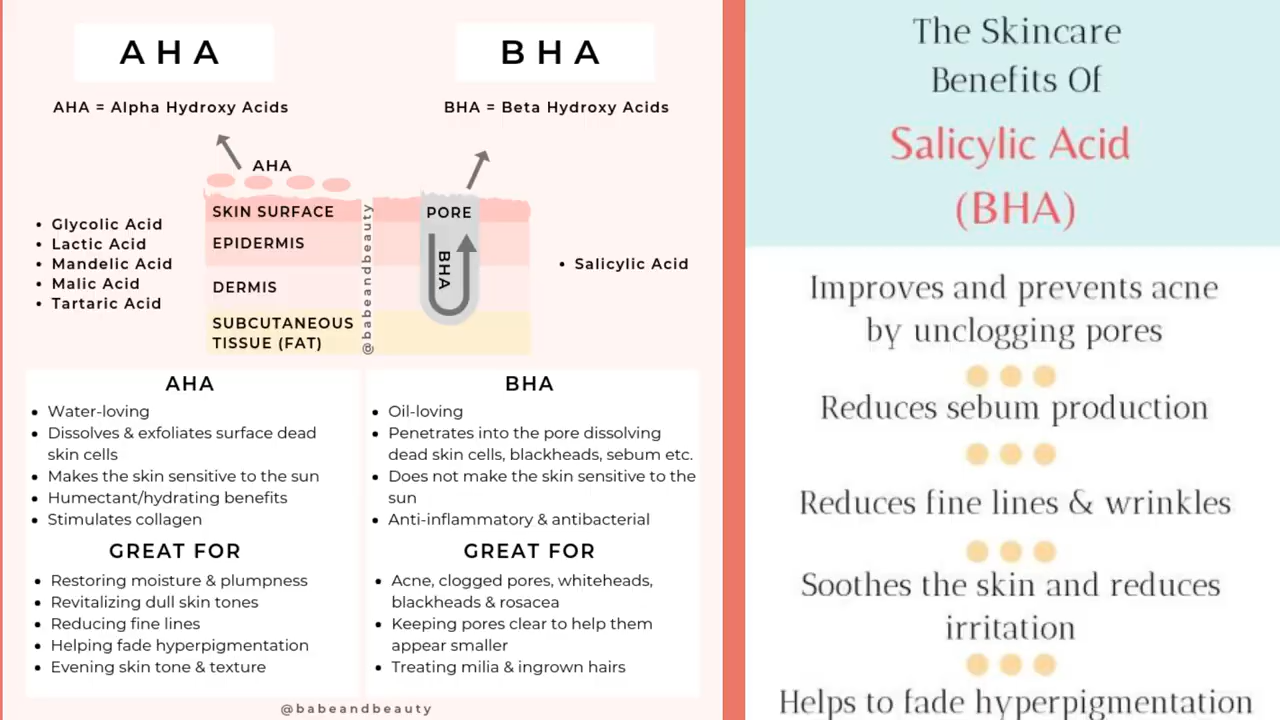 AHA
BHA
AHA = Alpha Hydroxy Acids
BHA = Beta Hydroxy Acids
AHA
• Glycolic Acid
• Lactic Acid
• Mandelic Acid
• Malic Acid
• Tartaric Acid
SKIN SURFACE
EPIDERMIS
DERMIS
SUBCUTANEOUS
TISSUE (FAT)
@babeandbeauty
PORE
BHA
• Salicylic Acid
AHA
• Water-loving
• Dissolves & exfoliates surface dead
skin cells
• Makes the skin sensitive to the sun
• Humectant/hydrating benefits
• Stimulates collagen
GREAT FOR
• Restoring moisture & plumpness
• Revitalizing dull skin tones
• Reducing fine lines
• Helping fade hyperpigmentation
• Evening skin tone & texture
BHA
• Oil-loving
• Penetrates into the pore dissolving
dead skin cells, blackheads, sebum etc.
• Does not make the skin sensitive to the
sun
• Anti-inflammatory & antibacterial
GREAT FOR
• Acne, clogged pores, whiteheads,
blackheads & rosacea
• Keeping pores clear to help them
appear smaller
• Treating milia & ingrown hairs
@babeandbeauty
The Skincare
Benefits Of
Salicylic Acid
(BHA)
Improves and prevents acne
by unclogging pores
Reduces sebum production
Reduces fine lines & wrinkles
Soothes the skin and reduces
irritation
Helps to fade hyperpigmentation